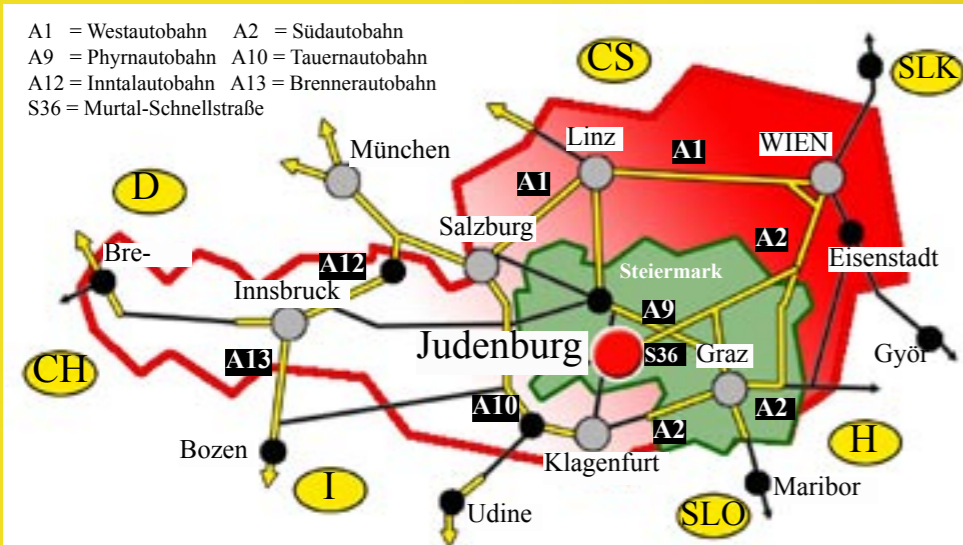 A1 = Westautobahn A2 = Südautobahn
A9 = Phyrnautobahn A10 = Tauernautobahn
A12 = Inntalautobahn A13 = Brennerautobahn
S36 = Murtal-Schnellstraße
CS
SLK
Linz
WIEN
A1
München
A1
D
Salzburg
A2
Bre-
A12
Steiermark
Eisenstadt
Innsbruck
A9
Judenburg
S36
Graz
Györ
A13
CH
A10
A2
A2
H
Bozen
Klagenfurt
I
Maribor
Udine
SLO